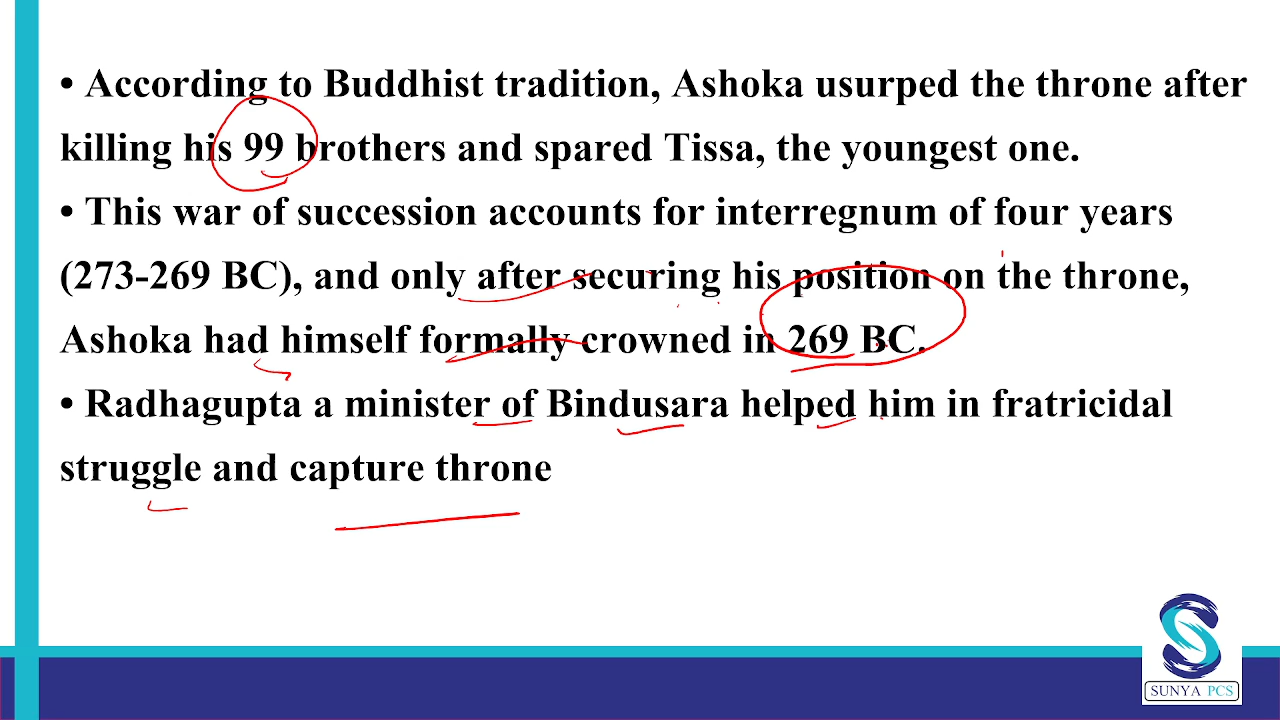 • According to Buddhist tradition, Ashoka usurped the throne after
killing his 99 brothers and spared Tissa, the youngest one.
• This war of succession accounts for interregnum of four years
(273-269 BC), and only after securing his position on the throne,
Ashoka had himself formally crowned in 269 BC.
• Radhagupta a minister of Bindusara helped him in fratricidal
struggle and capture throne
SUNYA PCS